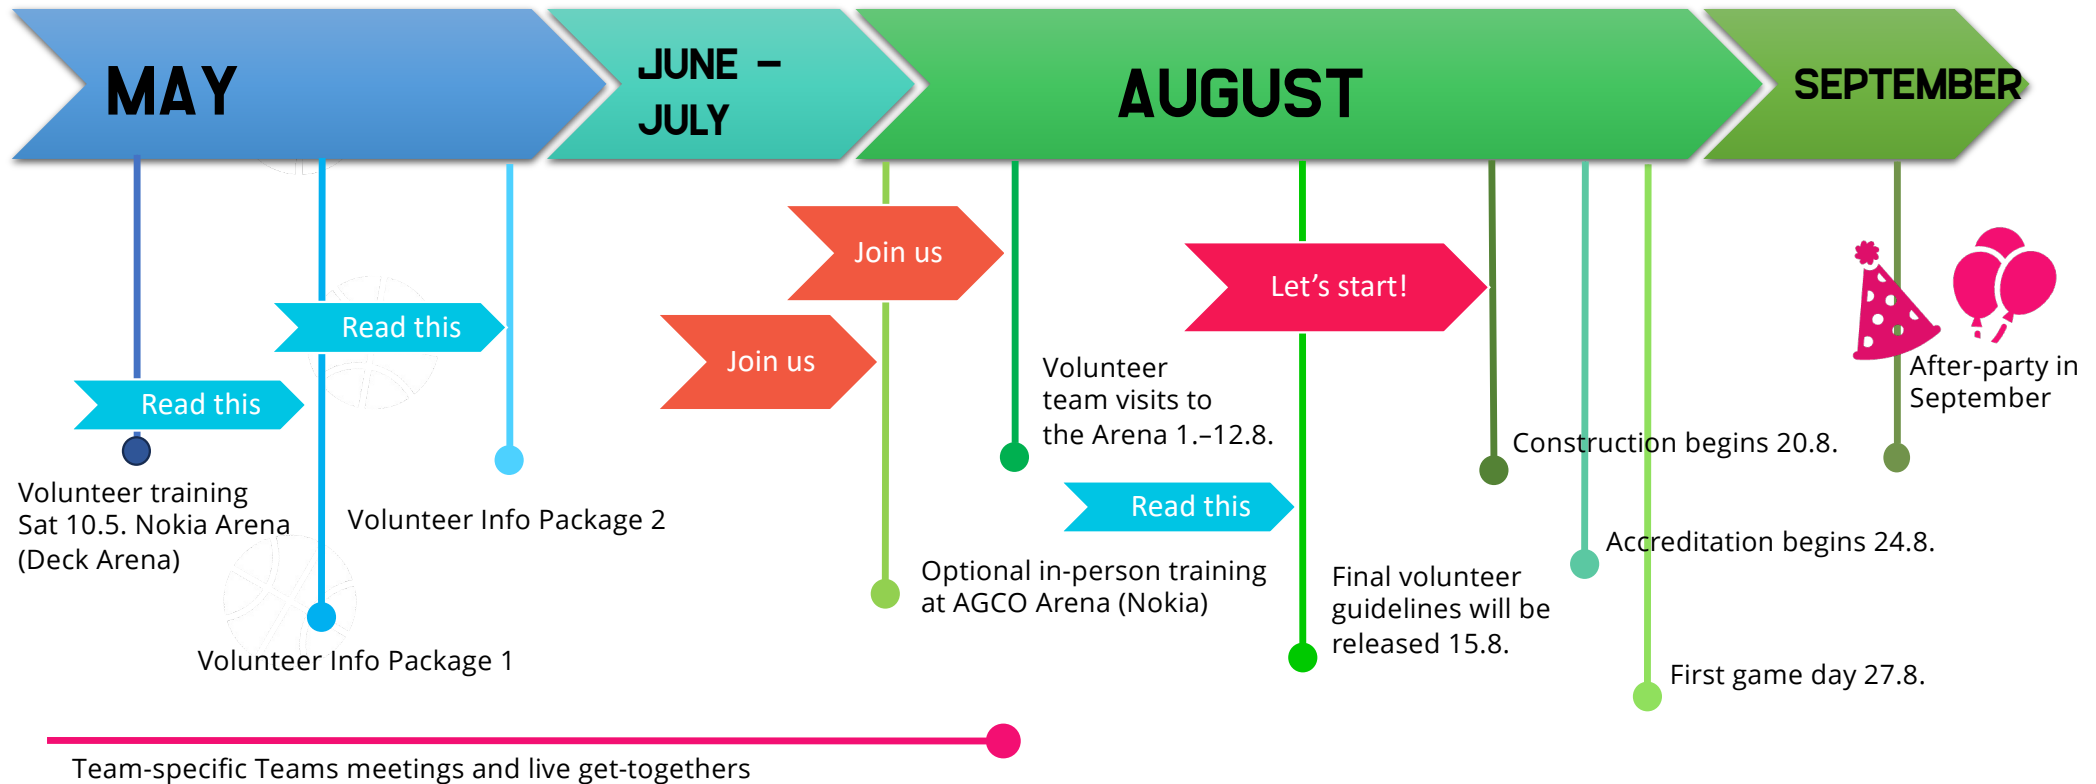 MAY
JUNE –
JULY
AUGUST
SEPTEMBER
Join us
Let’s start!
Read this
Join us
Read this
Volunteer
team visits to
the Arena 1.–12.8.
After-party in
September
Construction begins 20.8.
Volunteer training
Sat 10.5. Nokia Arena
(Deck Arena)
Read this
Volunteer Info Package 2
Accreditation begins 24.8.
Optional in-person training
at AGCO Arena (Nokia)
Final volunteer
guidelines will be
released 15.8.
Volunteer Info Package 1
First game day 27.8.
Team-specific Teams meetings and live get-togethers